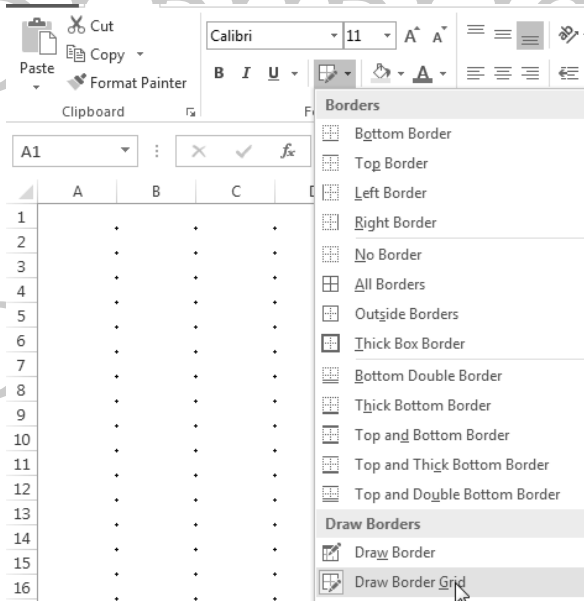 Cut
Calibri
11
A A
Copy
Paste
Format Painter
B I U
A
Clipboard
Borders
Bottom Border
A1
fx
Top Border
Left Border
A B C
Right Border
1
2
No Border
3
All Borders
4
Outside Borders
5
6
Thick Box Border
7
Bottom Double Border
8
Thick Bottom Border
9
Top and Bottom Border
10
11
Top and Thick Bottom Border
12
Top and Double Bottom Border
13
Draw Borders
14
Draw Border
15
Draw Border Grid
16